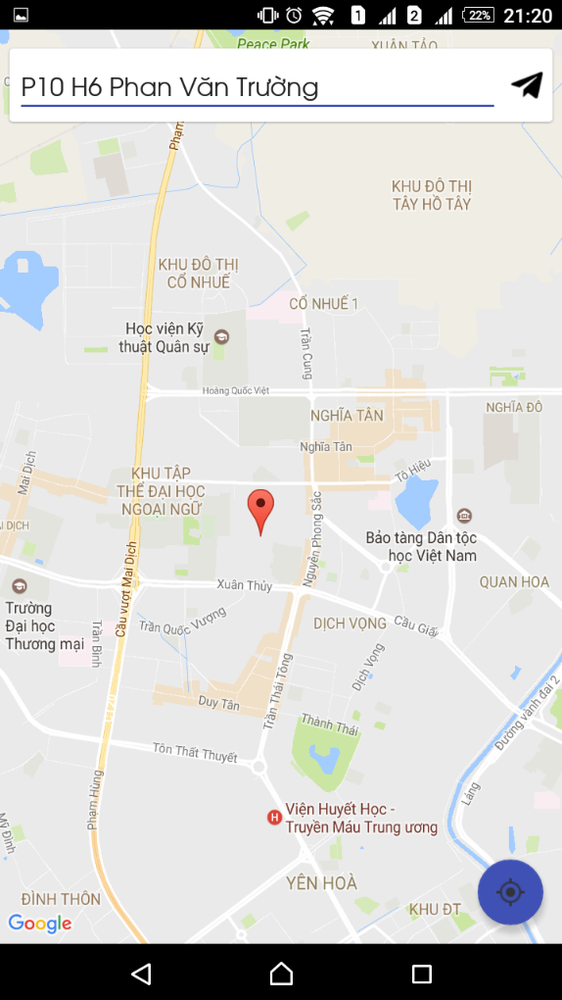 1
2
22%
21:20
Peace Park
XUÂN TẢO
P10 H6 Phan Văn Trường
Phạm
KHU ĐÔ THỊ
TÂY HỒ TÂY
KHU ĐÔ THỊ
CỔ NHUẾ
CỔ NHUẾ 1
Học viện Kỹ
thuật Quân sự
Trần Cung
Hoàng Quốc Việt
NGHĨA TÂN
NGHĨA ĐÔ
Nghĩa Tân
Mai Dịch
Tô Hiệu
KHU TẬP
THỂ ĐẠI HỌC
NGOẠI NGỮ
Nguyễn Phong Sắc
AI DỊCH
Bảo tàng Dân tộc
học Việt Nam
Cầu vượt Mai Dịch
Xuân Thủy
QUAN HOA
Trường
Đại học
Thương mại
Trần Bình
Trần Quốc Vượng
DỊCH VỌNG
Cầu Giấy
Dịch Vọng
Trần Thái Tông
Duy Tân
Thành Thái
Đường vành đai 2
Tôn Thất Thuyết
Phạm Hùng
Láng
Viện Huyết Học -
Truyền Máu Trung ương
Mỹ Đình
YÊN HOÀ
ĐÌNH THÔN
KHU ĐT
Google